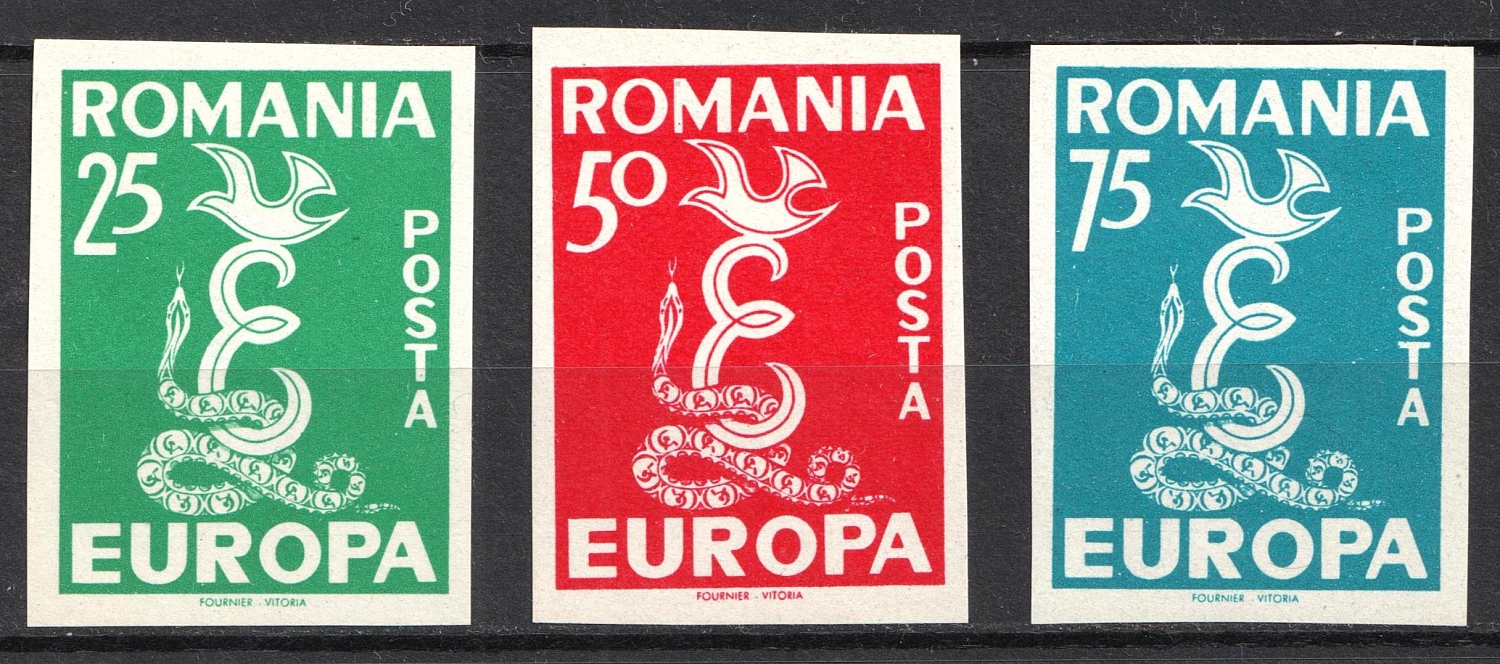 ROMANIA
25
POSTA
EUROPA
FOURNIER - VITORIA
ROMANIA
50
POSTA
EUROPA
FOURNIER - VITORIA
ROMANIA
75
POSTA
EUROPA
FOURNIER - VITORIA